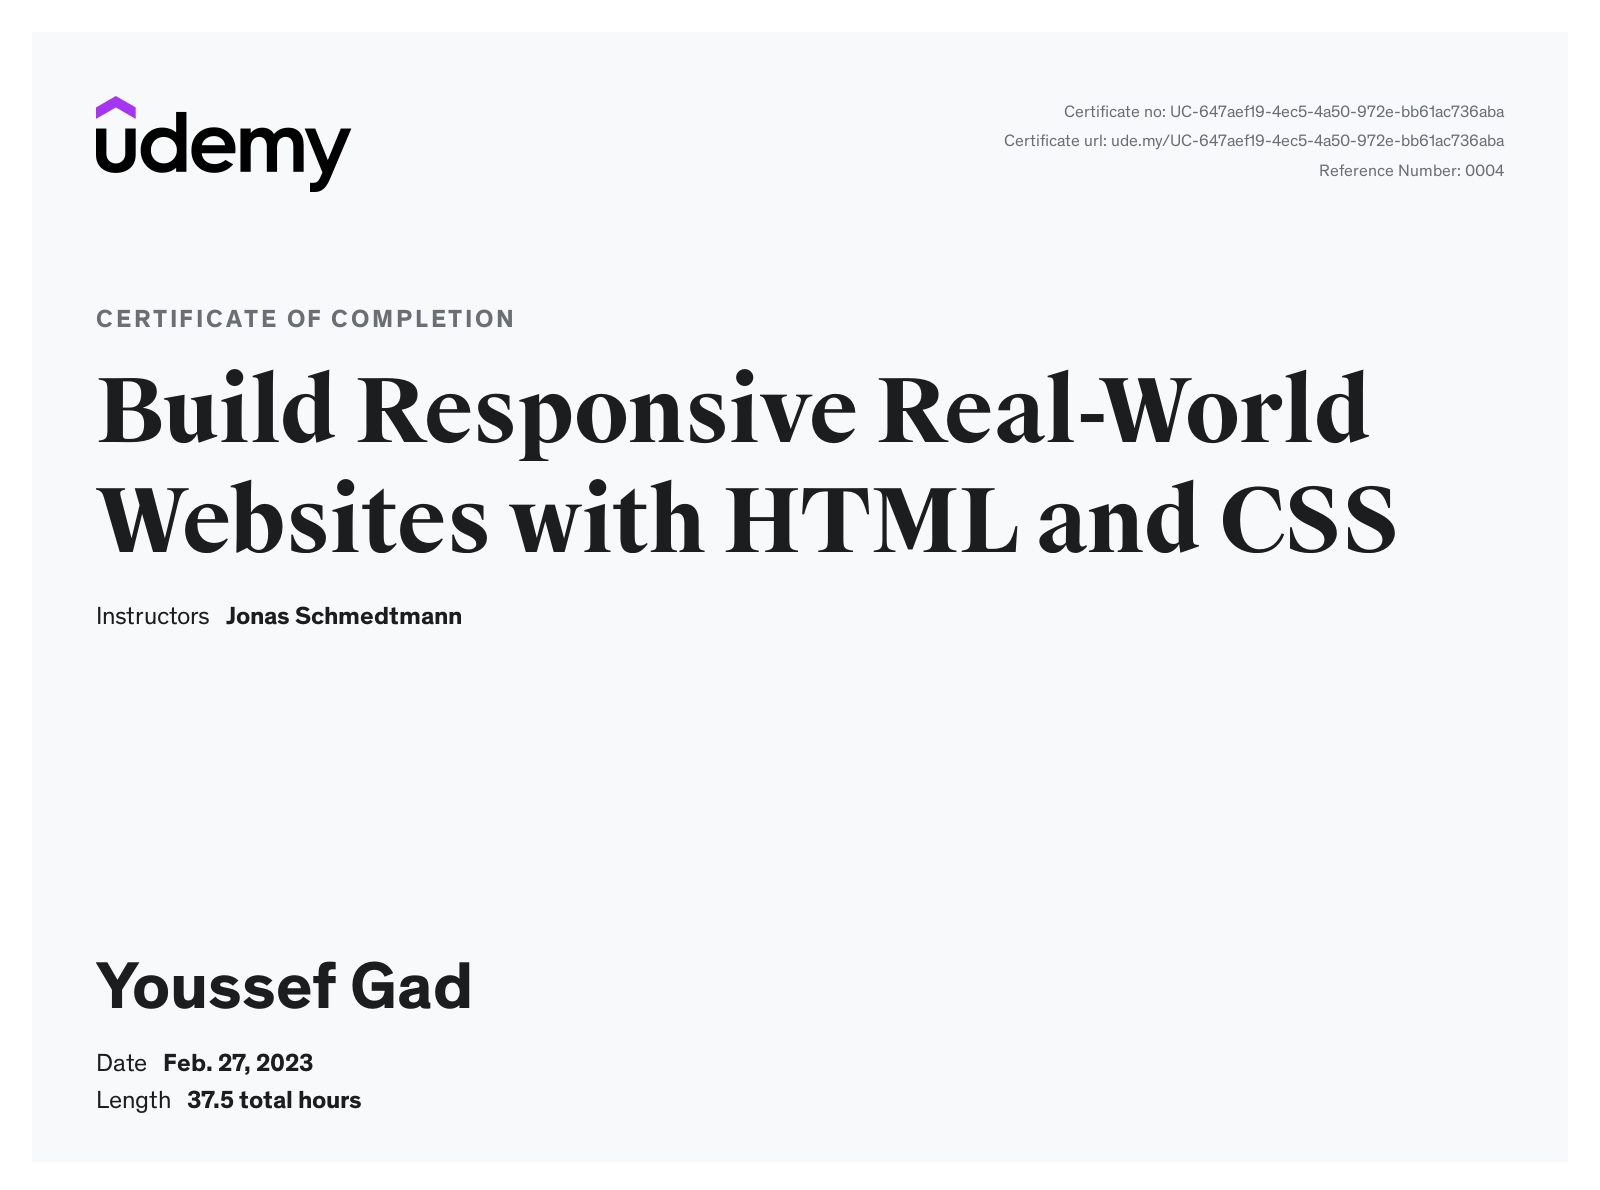 udemy
Certificate no: UC-647aef19-4ec5-4a50-972e-bb61ac736aba
Certificate url: ude.my/UC-647aef19-4ec5-4a50-972e-bb61ac736aba
Reference Number: 0004
CERTIFICATE OF COMPLETION
Build Responsive Real-World
Websites with HTML and CSS
Instructors Jonas Schmedtmann
Youssef Gad
Date Feb. 27, 2023
Length 37.5 total hours